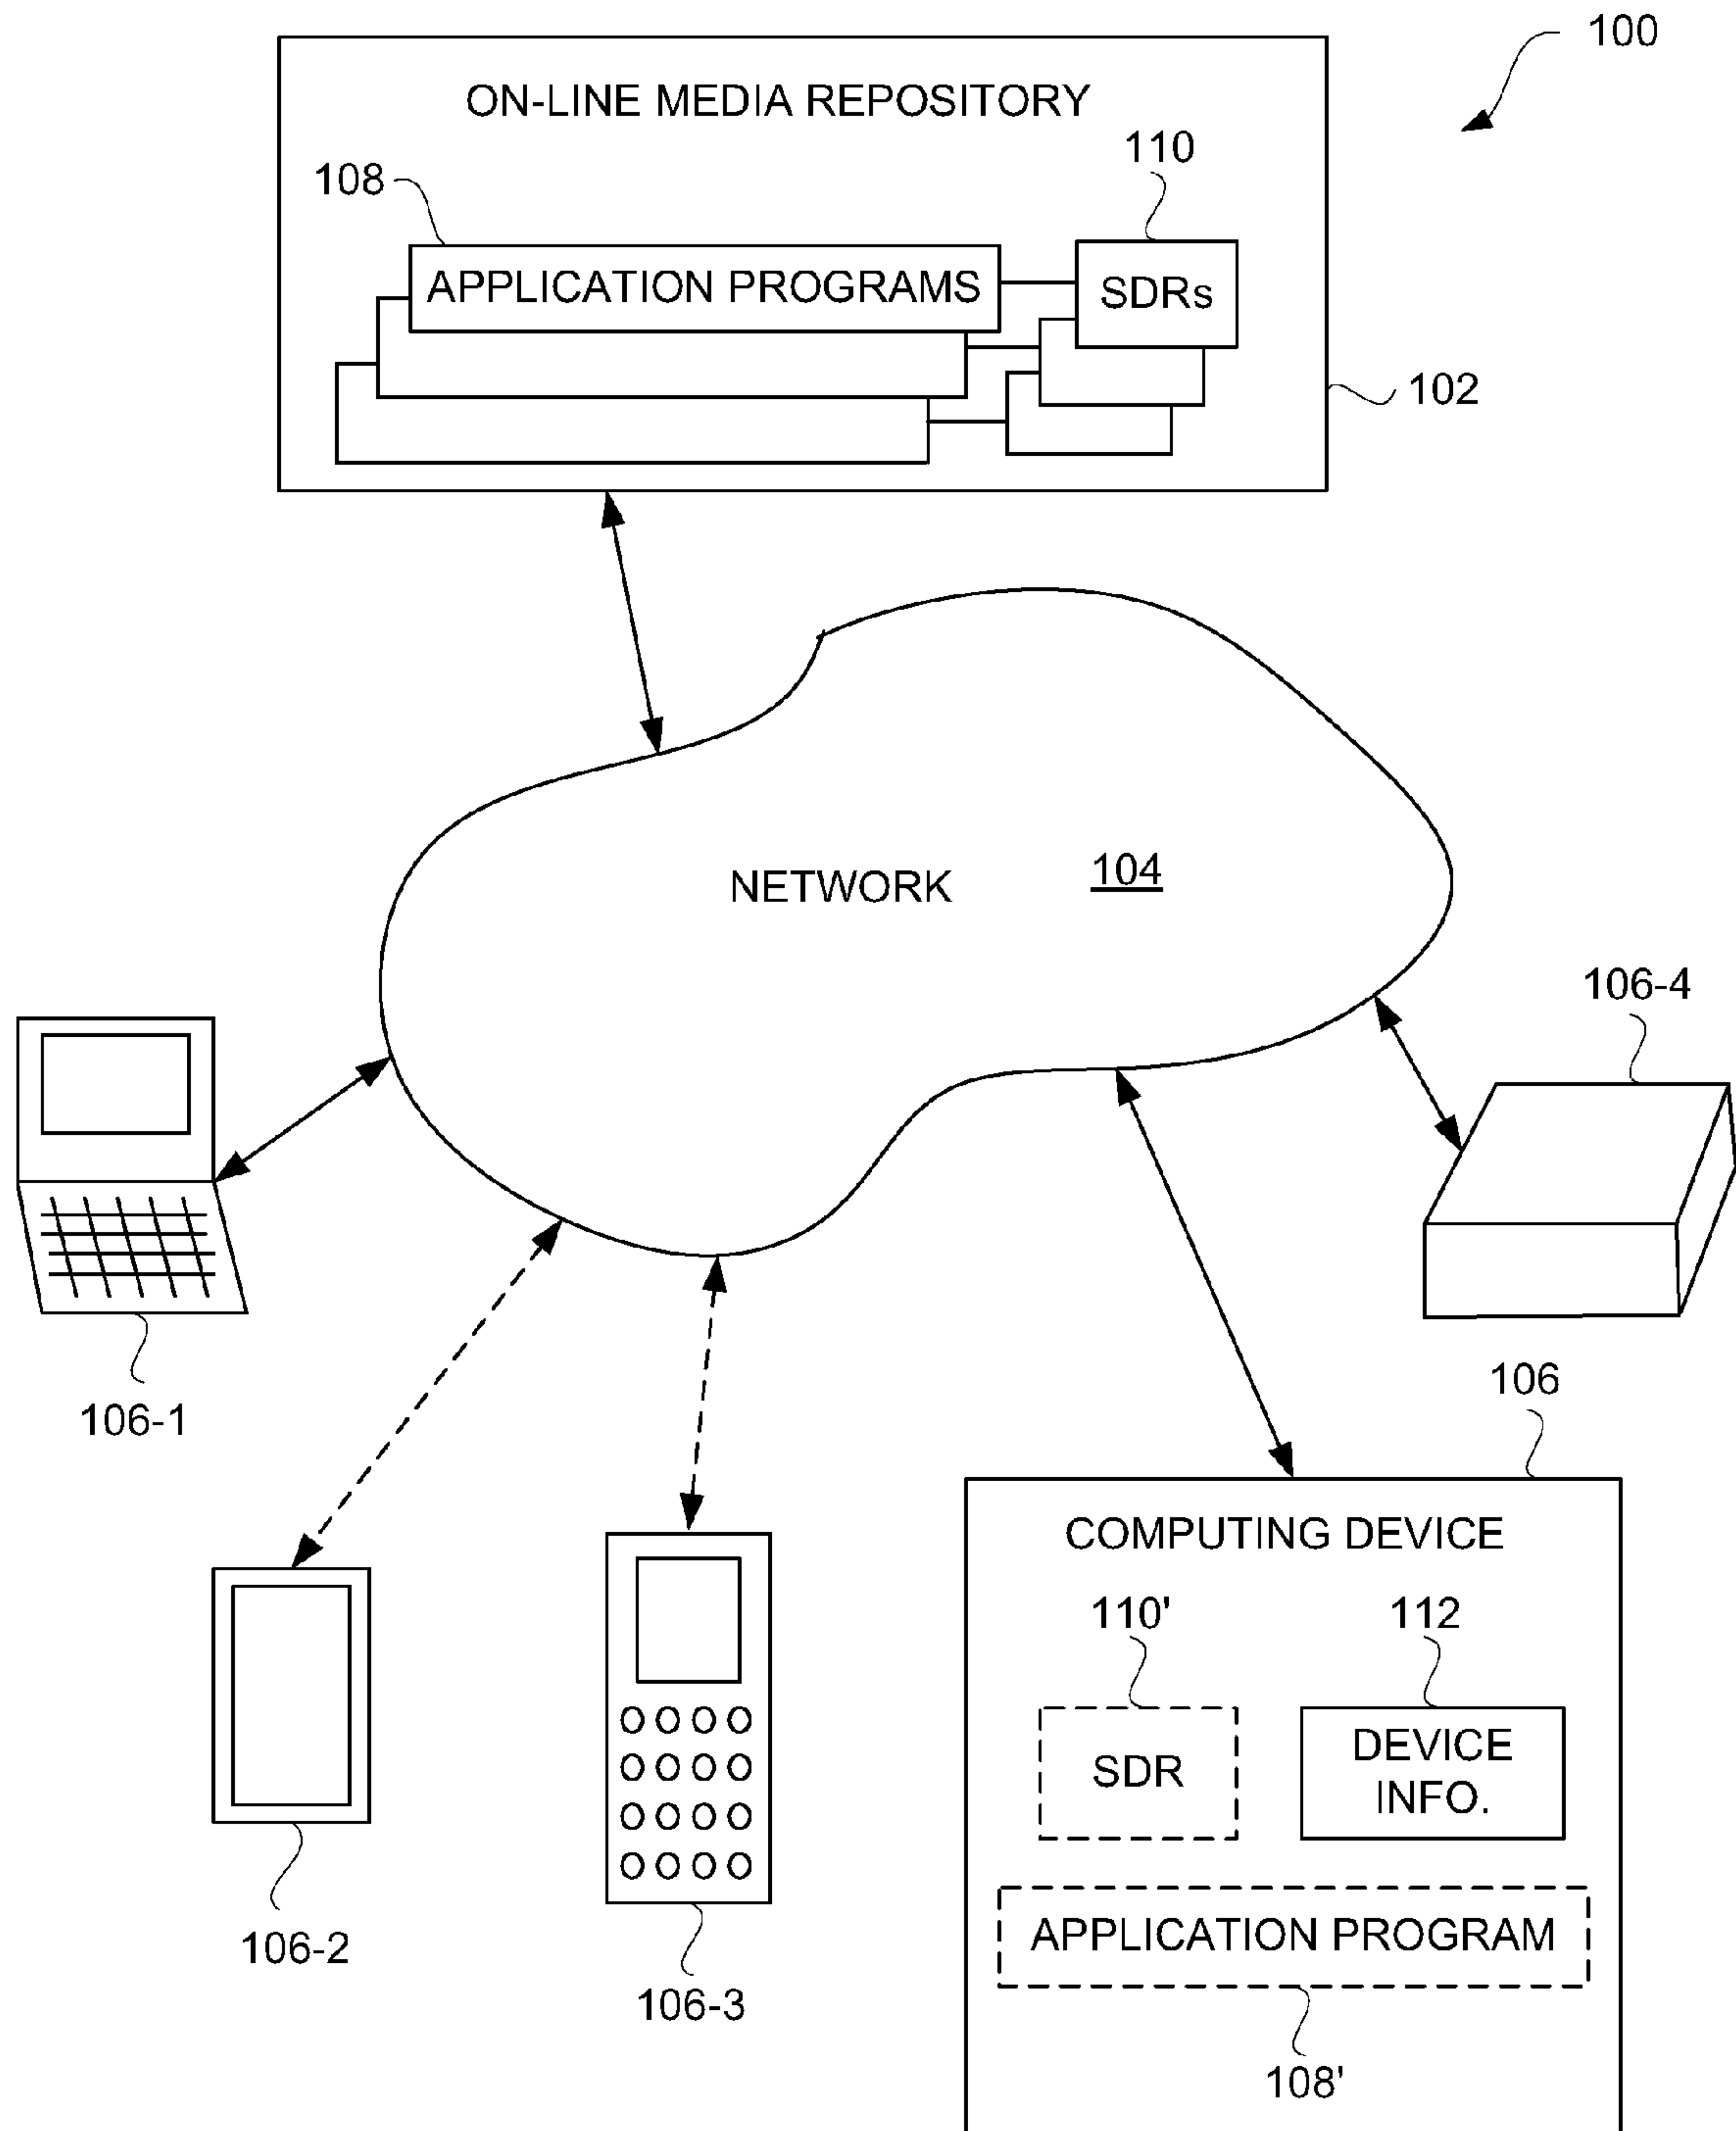 100
ON-LINE MEDIA REPOSITORY
110
108
APPLICATION PROGRAMS
SDRs
102
NETWORK
104
106-4
106
106-1
COMPUTING DEVICE
110'
112
SDR
DEVICE
INFO.
APPLICATION PROGRAM
106-2
106-3
108'